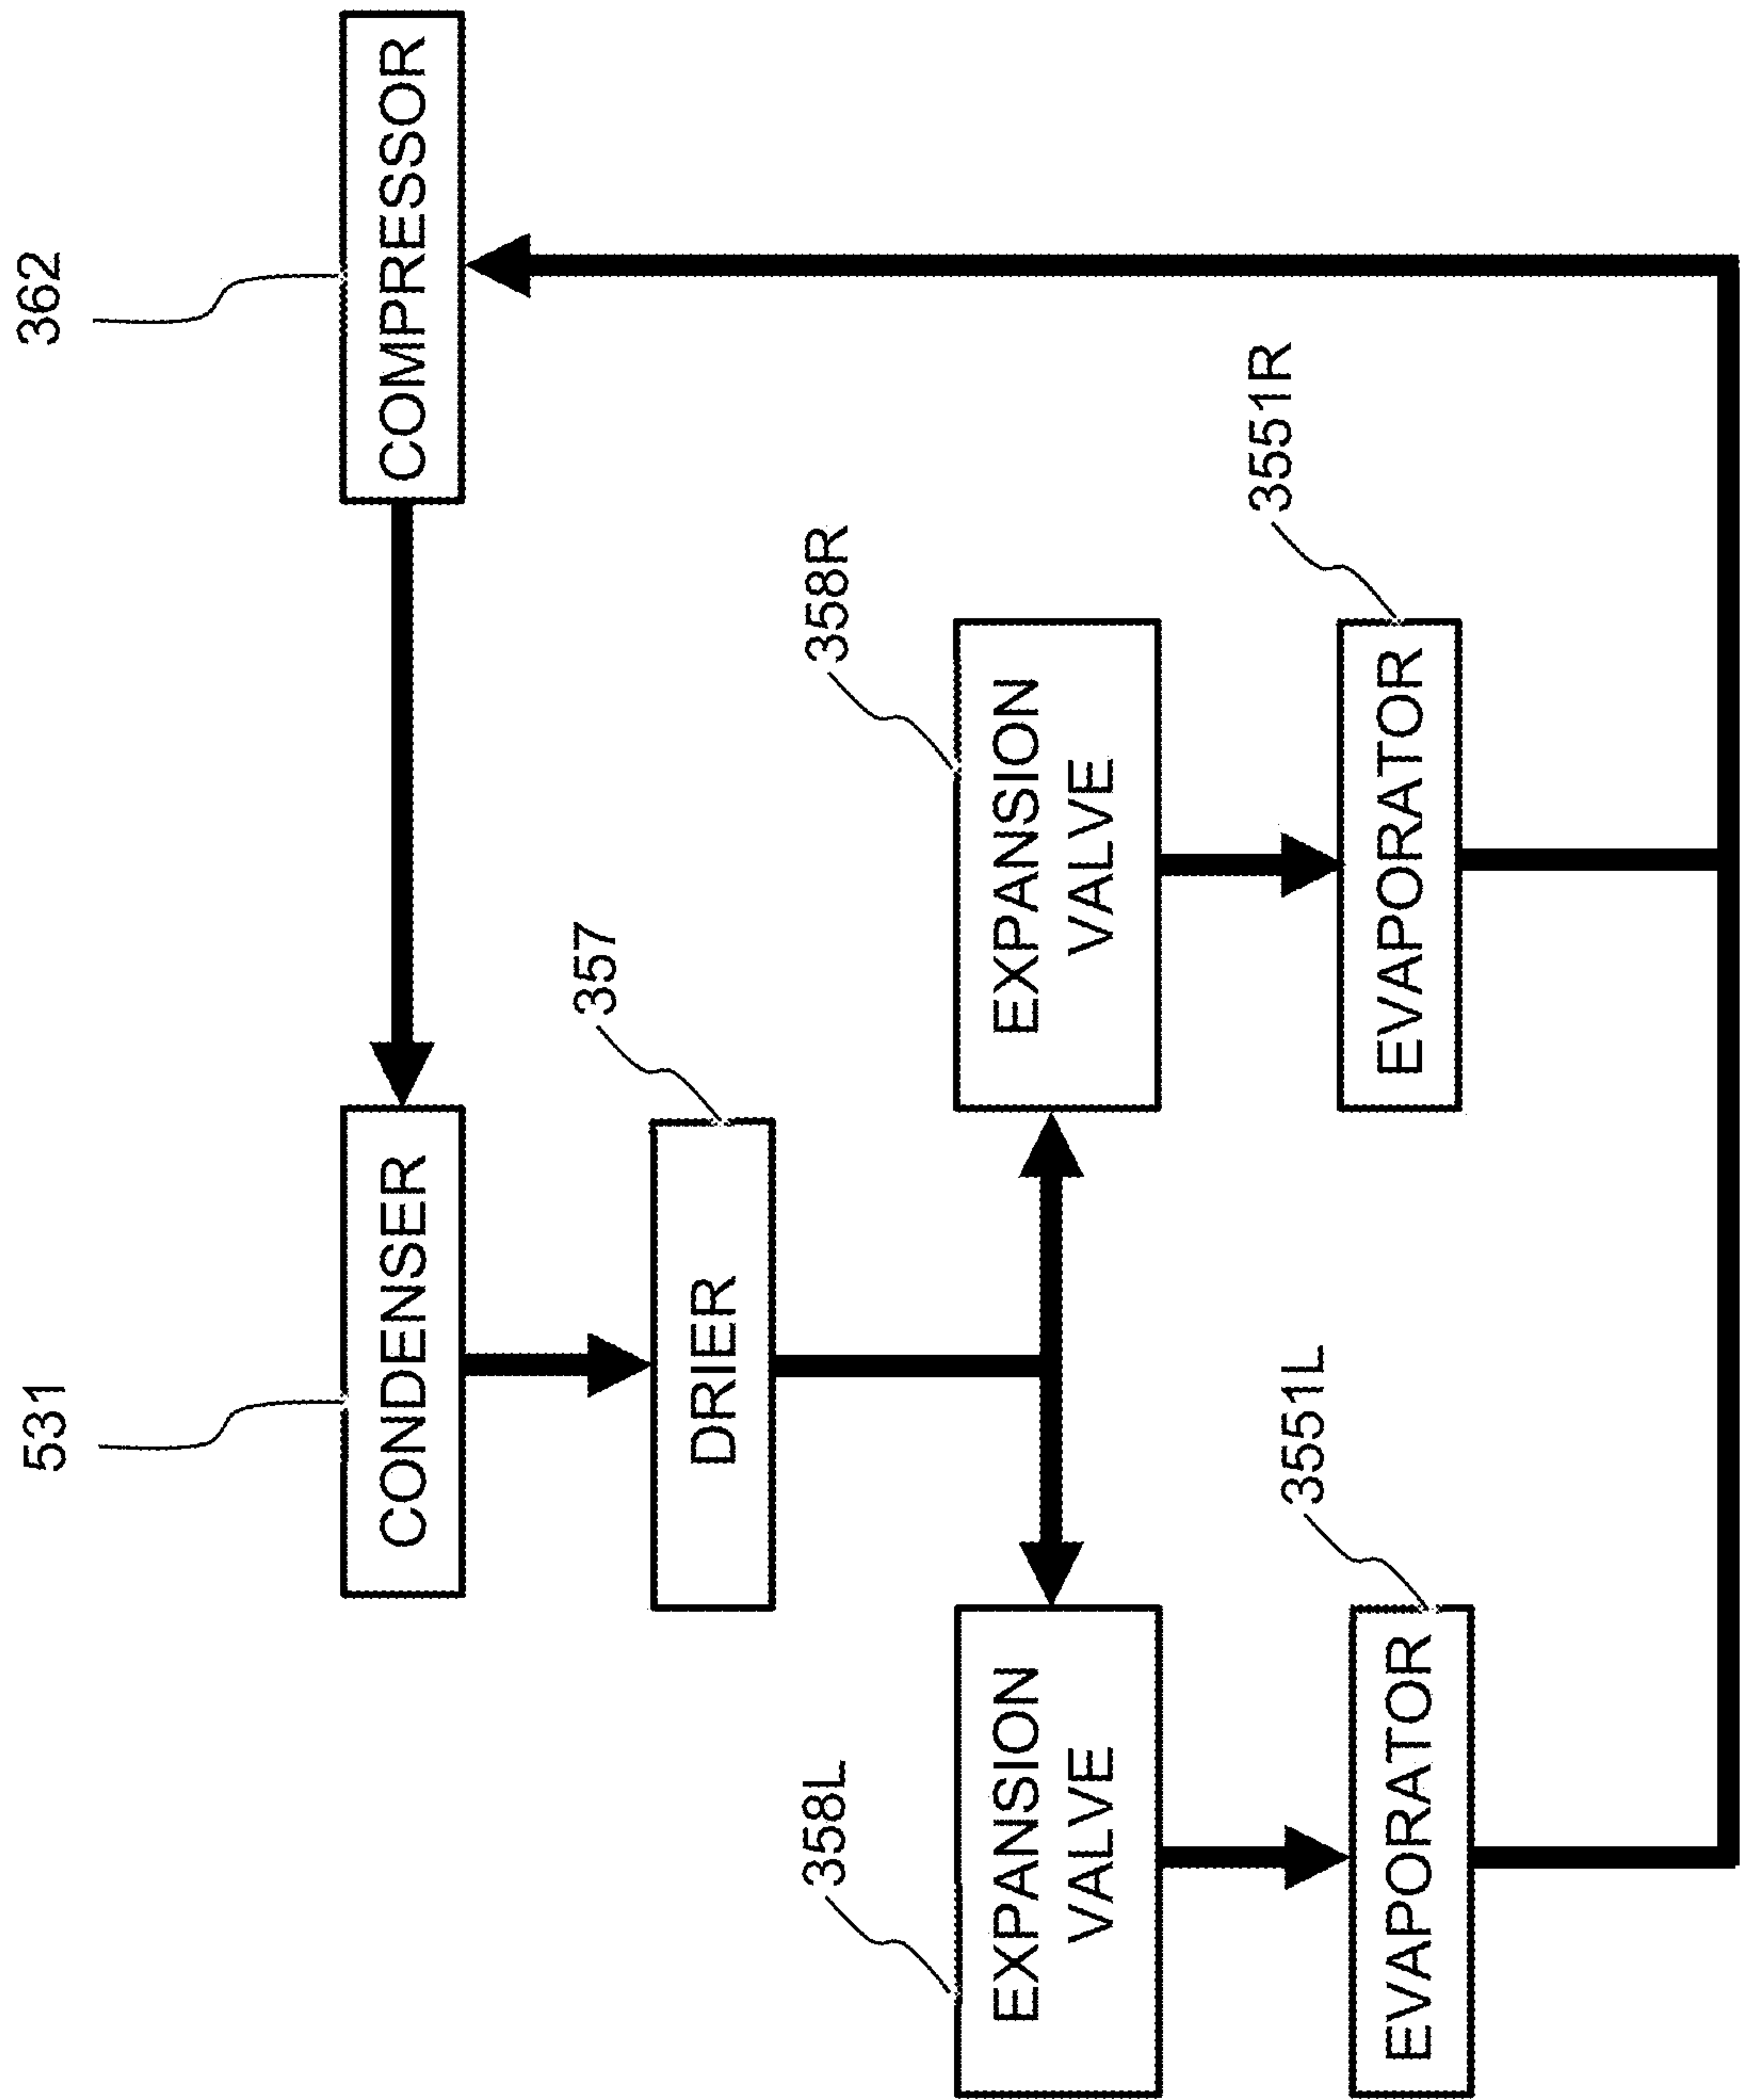 531
362
CONDENSER
COMPRESSOR
357
DRIER
358L
358R
EXPANSION
VALVE
EXPANSION
VALVE
3551L
3551R
EVAPORATOR
EVAPORATOR